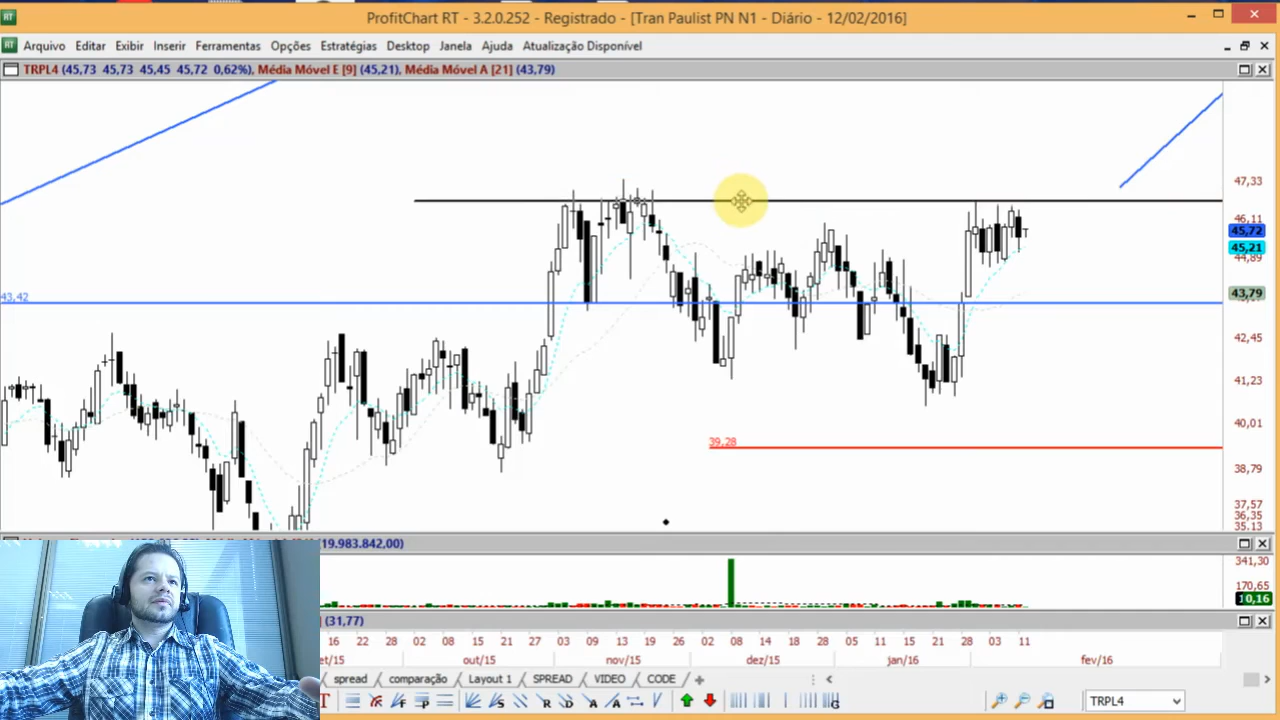 ProfitChart RT - 3.2.0.252 - Registrado - [Tran Paulist PN N1 - Diário - 12/02/2016]
RT Arquivo Editar Exibir Inserir Ferramentas Opções Estratégias Desktop Janela Ajuda Atualização Disponível
TRPL4 (45,73 45,73 45,45 45,72 0,62%), Média Móvel E [9] (45,21), Média Móvel A [21] (43,79)
47,33
46,11
45,72
45,21
44,89
43,79
43,42
42,45
41,23
40,01
39,28
38,79
37,57
36,35
35,13
19.983.842,00)
341,30
170,65
10,16
(31,77)
16 22 28 02 08 15 21 28 03 09 13 19 26 02 08 14 18 28 05 11 15 21 28 03 11
et/15 out/15 nov/15 dez/15 jan/16 fev/16
spread comparação Layout 1 SPREAD VIDEO CODE
TRPL4